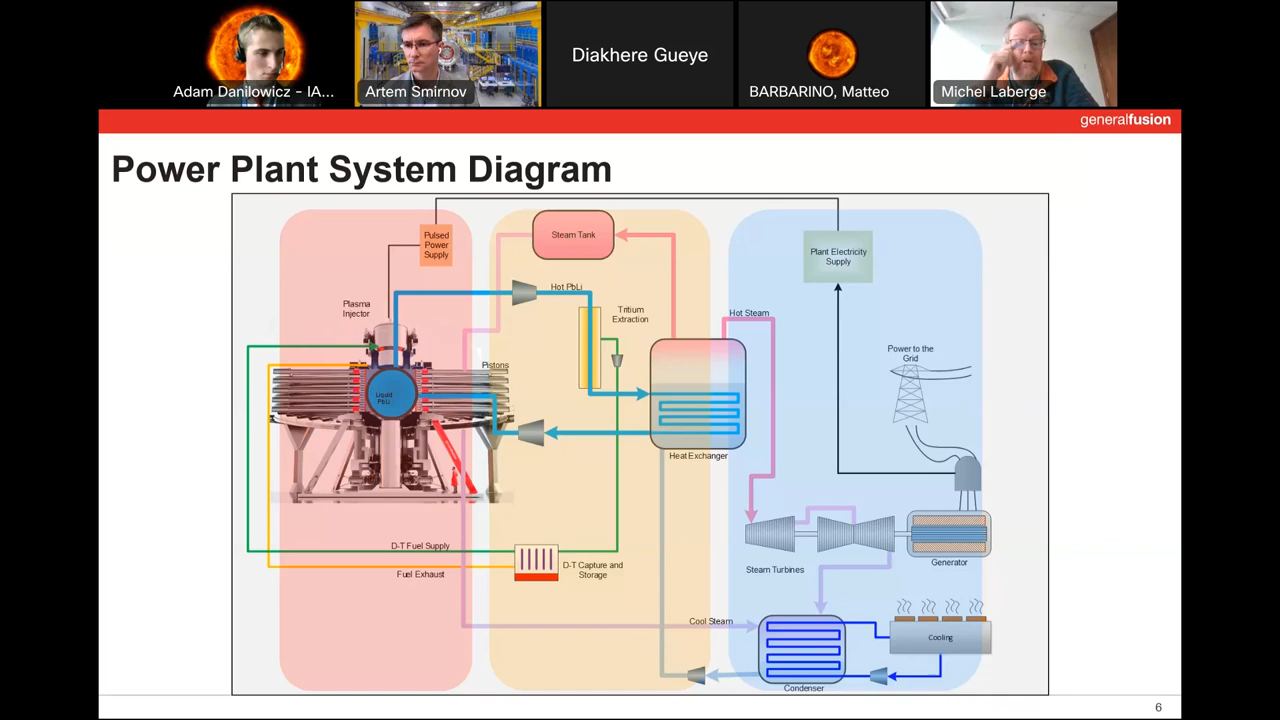 Adam Danilowicz - IA...
Artem Smirnov
Diakhere Gueye
BARBARINO, Matteo
Michel Laberge
generalfusion
Power Plant System Diagram
Pulsed
Power
Supply
Steam Tank
Plant Electricity
Supply
Hot PbLi
Plasma
Injector
Tritium
Extraction
Hot Steam
Power to the
Grid
Pistons
Liquid
PbLi
Heat Exchanger
D-T Fuel Supply
Fuel Exhaust
D-T Capture and
Storage
Steam Turbines
Generator
Cool Steam
Cooling
Condenser
6